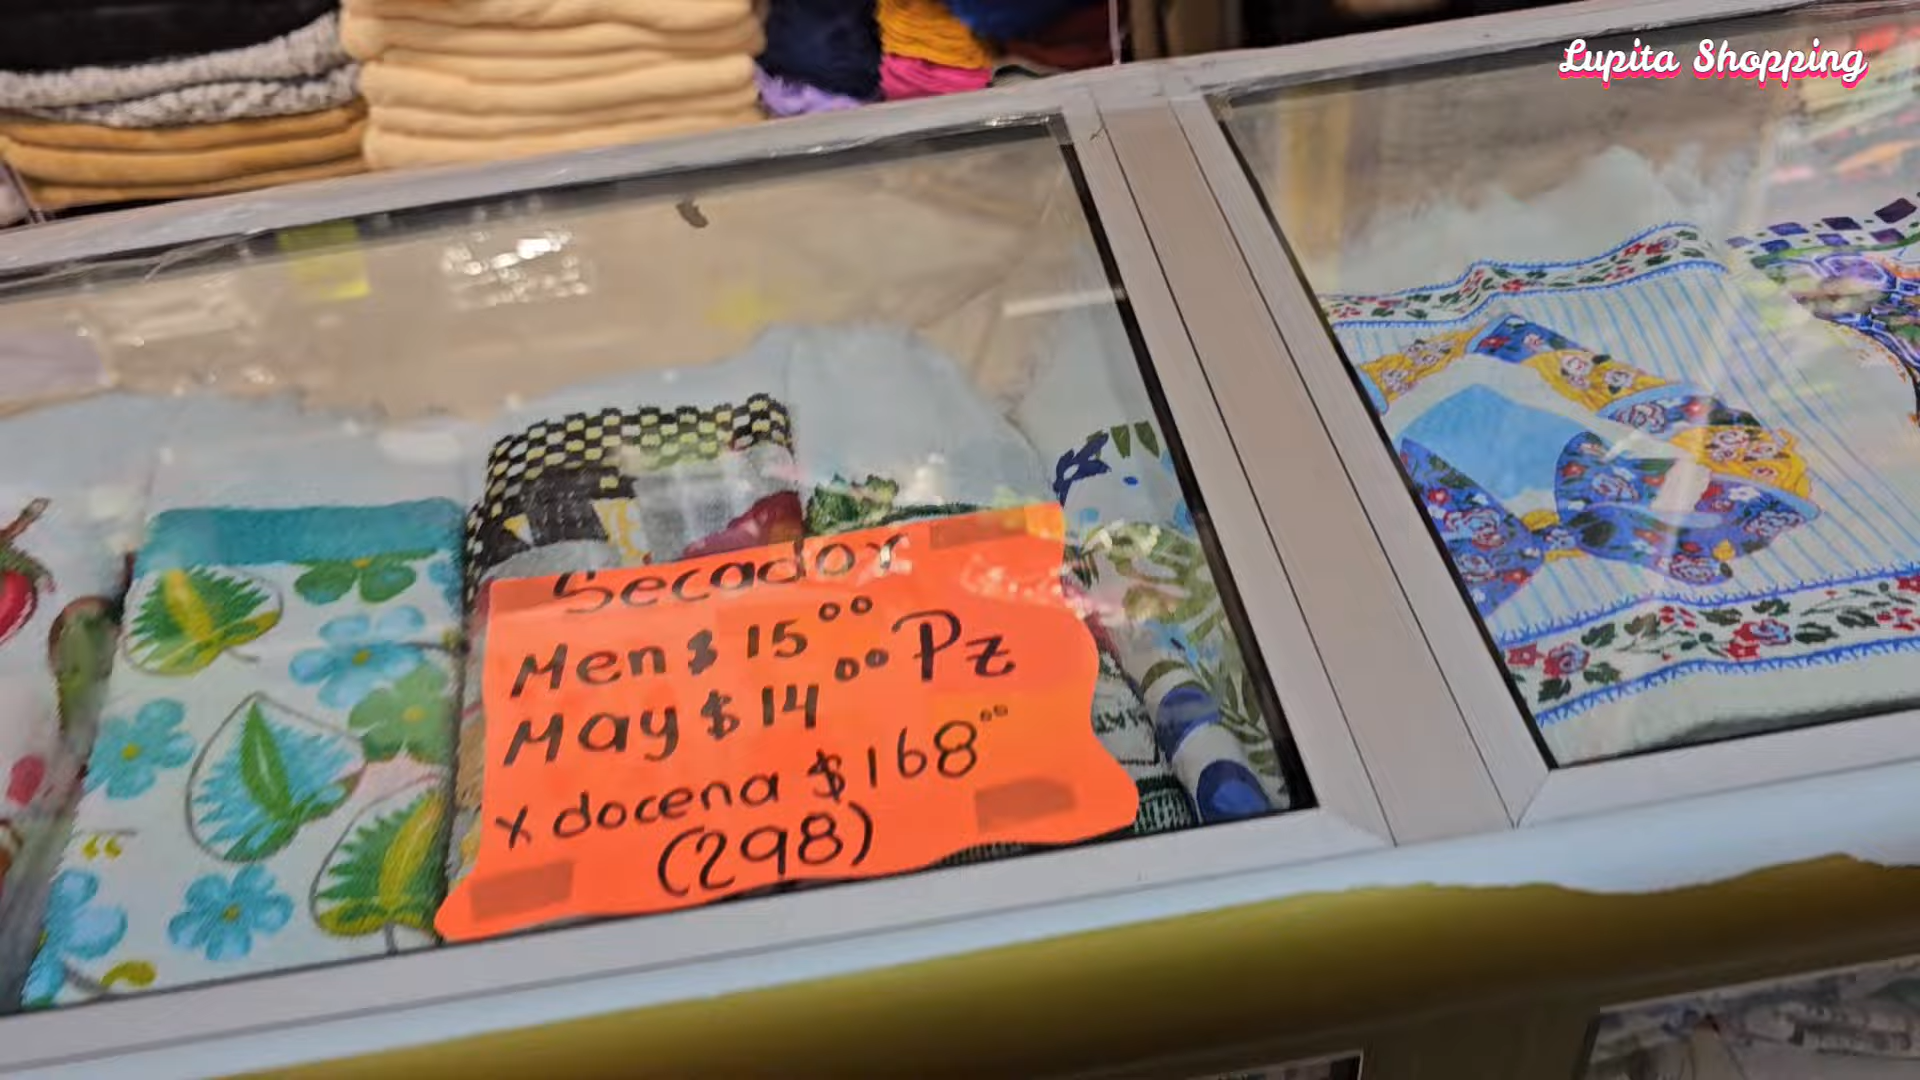 Lupita Shopping
Secador
Men $ 15.00
May $ 14.00 Pz
x docena $ 168.00
(298)